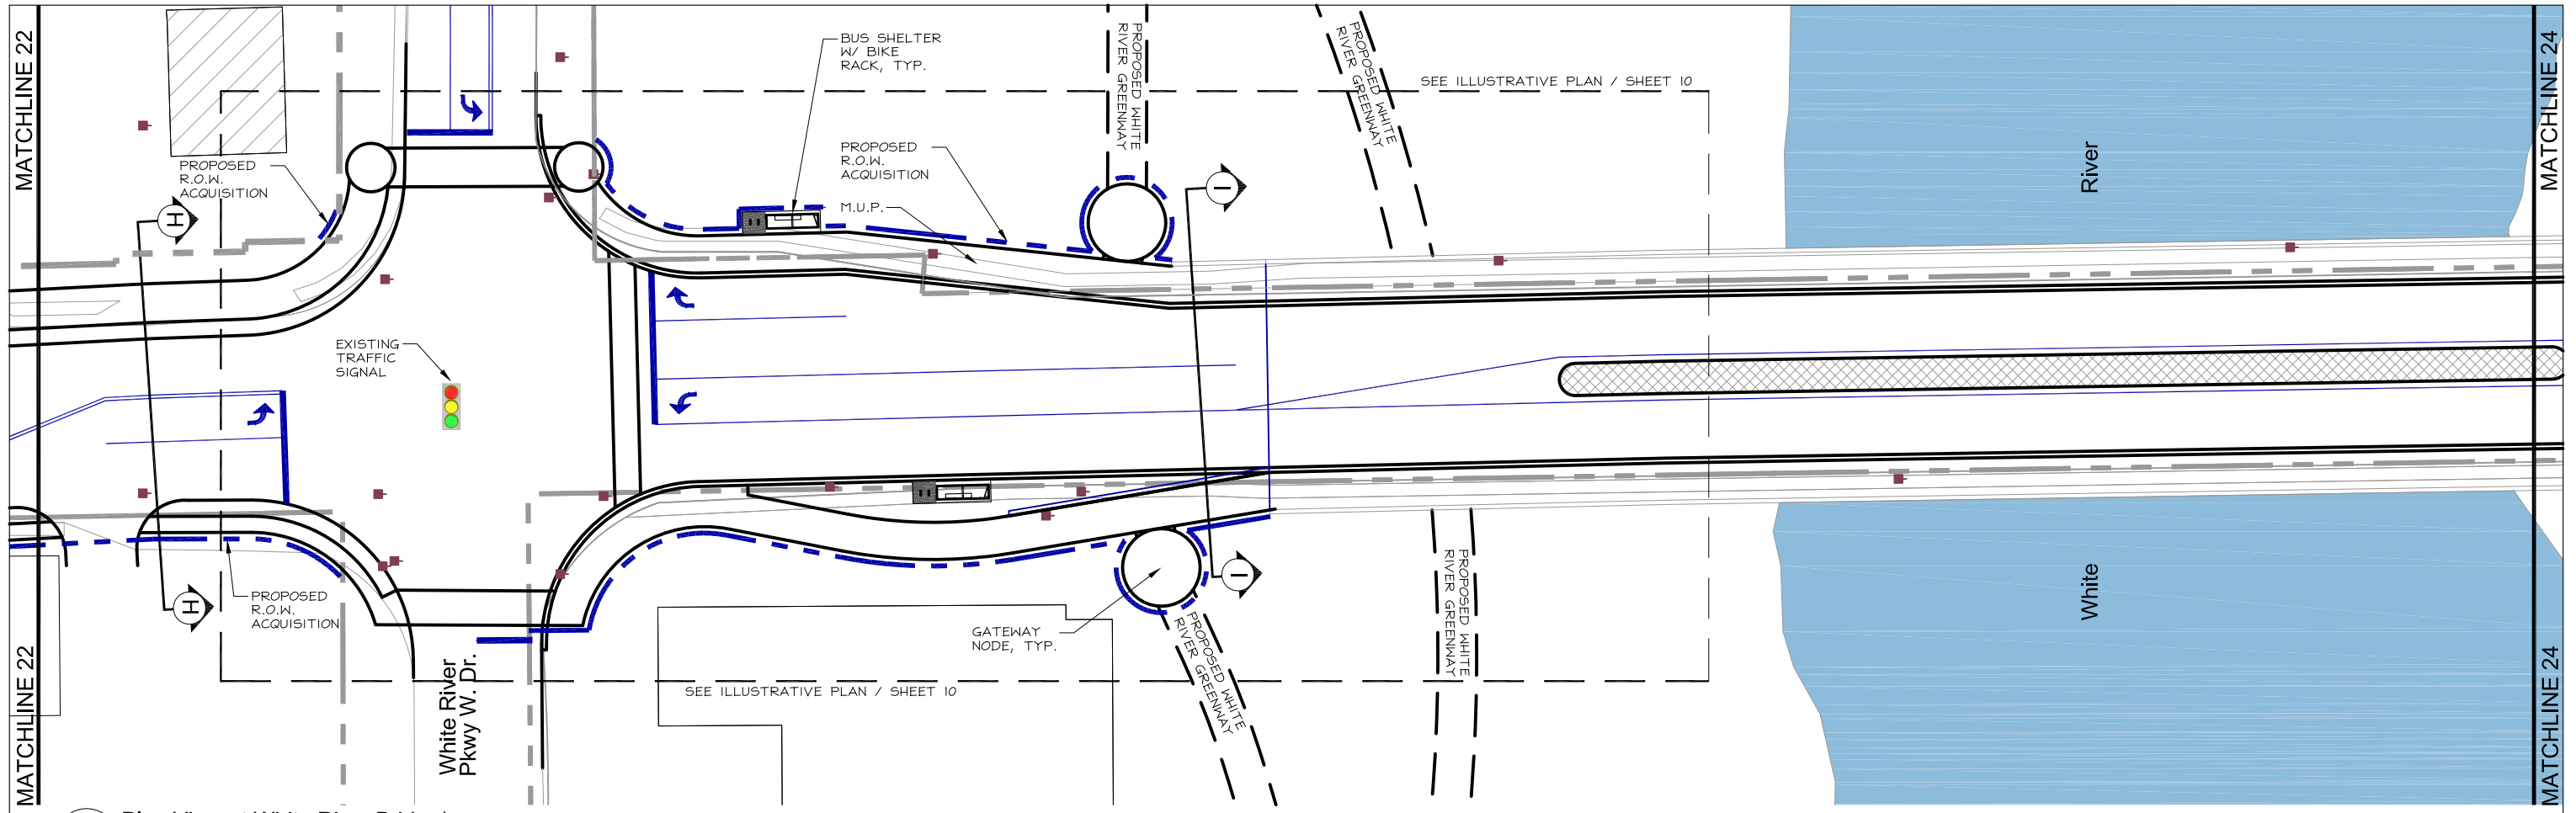 MATCHLINE 22
MATCHLINE 22
PROPOSED
R.O.W.
ACQUISITION
H
H
EXISTING
TRAFFIC
SIGNAL
PROPOSED
R.O.W.
ACQUISITION
White River
Pkwy W. Dr.
BUS SHELTER
W/ BIKE
RACK, TYP.
PROPOSED
R.O.W.
ACQUISITION
M.U.P.
PROPOSED WHITE
RIVER GREENWAY
PROPOSED WHITE
RIVER GREENWAY
SEE ILLUSTRATIVE PLAN / SHEET 10
I
I
GATEWAY
NODE, TYP.
SEE ILLUSTRATIVE PLAN / SHEET 10
PROPOSED WHITE
RIVER GREENWAY
PROPOSED WHITE
RIVER GREENWAY
River
White
MATCHLINE 24
MATCHLINE 24